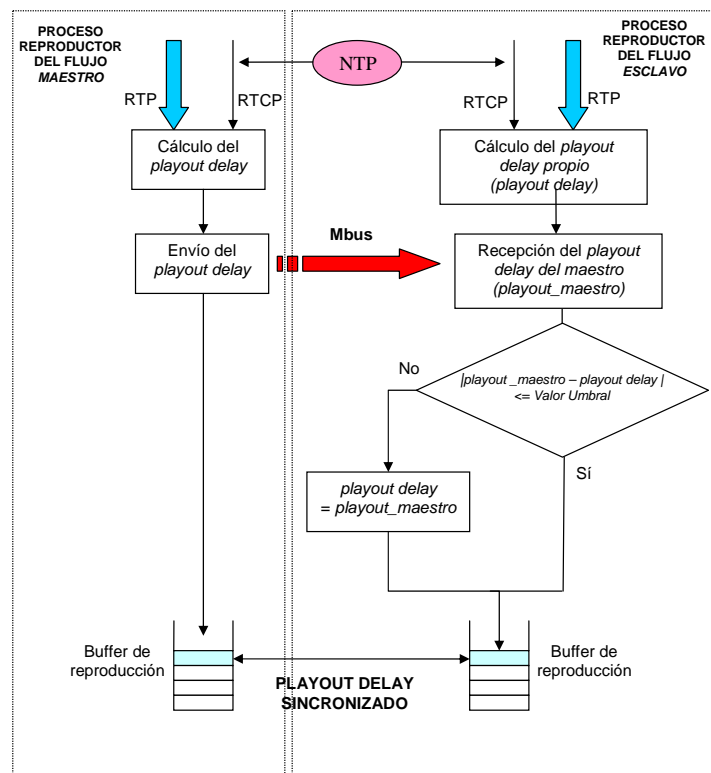 PROCESO
REPRODUCTOR
DEL FLUJO
MAESTRO
RTP
RTCP
NTP
PROCESO
REPRODUCTOR
DEL FLUJO
ESCLAVO
RTCP
RTP
Cálculo del
playout delay
Cálculo del playout
delay propio
(playout delay)
Envío del
playout delay
Mbus
Recepción del playout
delay del maestro
(playout_maestro)
No
|playout _maestro – playout delay |
<= Valor Umbral
Sí
playout delay
= playout_maestro
Buffer de
reproducción
PLAYOUT DELAY
SINCRONIZADO
Buffer de
reproducción